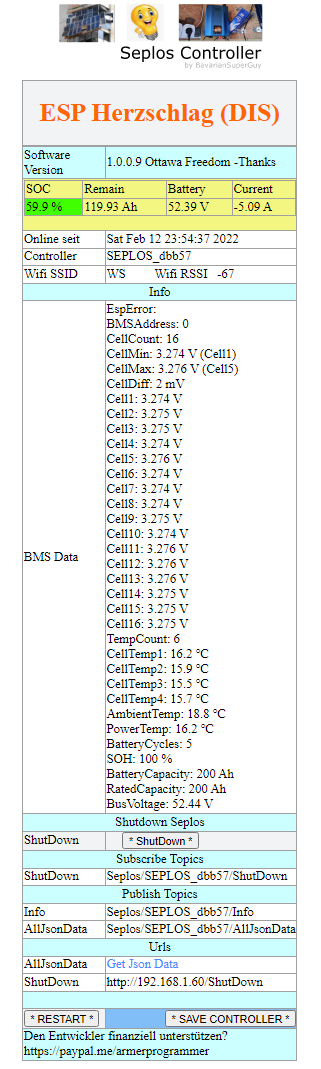 Seplos Controller
by BavarianSuperGuy
ESP Herzschlag (DIS)
Software Version 1.0.0.9 Ottawa Freedom -Thanks
SOC Remain Battery Current
59.9 % 119.93 Ah 52.39 V -5.09 A
Online seit Sat Feb 12 23:54:37 2022
Controller SEPLOS_dbb57
Wifi SSID WS Wifi RSSI -67
Info
BMS Data
EspError:
BMSAddress: 0
CellCount: 16
CellMin: 3.274 V (Cell1)
CellMax: 3.276 V (Cell5)
CellDiff: 2 mV
Cell1: 3.274 V
Cell2: 3.275 V
Cell3: 3.275 V
Cell4: 3.274 V
Cell5: 3.276 V
Cell6: 3.274 V
Cell7: 3.274 V
Cell8: 3.274 V
Cell9: 3.275 V
Cell10: 3.274 V
Cell11: 3.276 V
Cell12: 3.276 V
Cell13: 3.276 V
Cell14: 3.275 V
Cell15: 3.275 V
Cell16: 3.275 V
TempCount: 6
CellTemp1: 16.2 °C
CellTemp2: 15.9 °C
CellTemp3: 15.5 °C
CellTemp4: 15.7 °C
AmbientTemp: 18.8 °C
PowerTemp: 16.2 °C
BatteryCycles: 5
SOH: 100 %
BatteryCapacity: 200 Ah
RatedCapacity: 200 Ah
BusVoltage: 52.44 V
Shutdown Seplos
ShutDown * ShutDown *
Subscribe Topics
ShutDown Seplos/SEPLOS_dbb57/ShutDown
Publish Topics
Info Seplos/SEPLOS_dbb57/Info
AllJsonData Seplos/SEPLOS_dbb57/AllJsonData
Urls
AllJsonData Get Json Data
ShutDown http://192.168.1.60/ShutDown
* RESTART * * SAVE CONTROLLER *
Den Entwickler finanziell unterstützen?
https://paypal.me/armerprogrammer